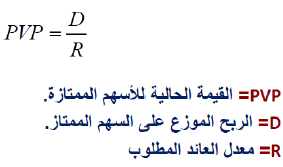 PVP = D / R
PVP= القيمة الحالية للأسهم الممتازة.
D= الربح الموزع على السهم الممتاز.
R= معدل العائد المطلوب